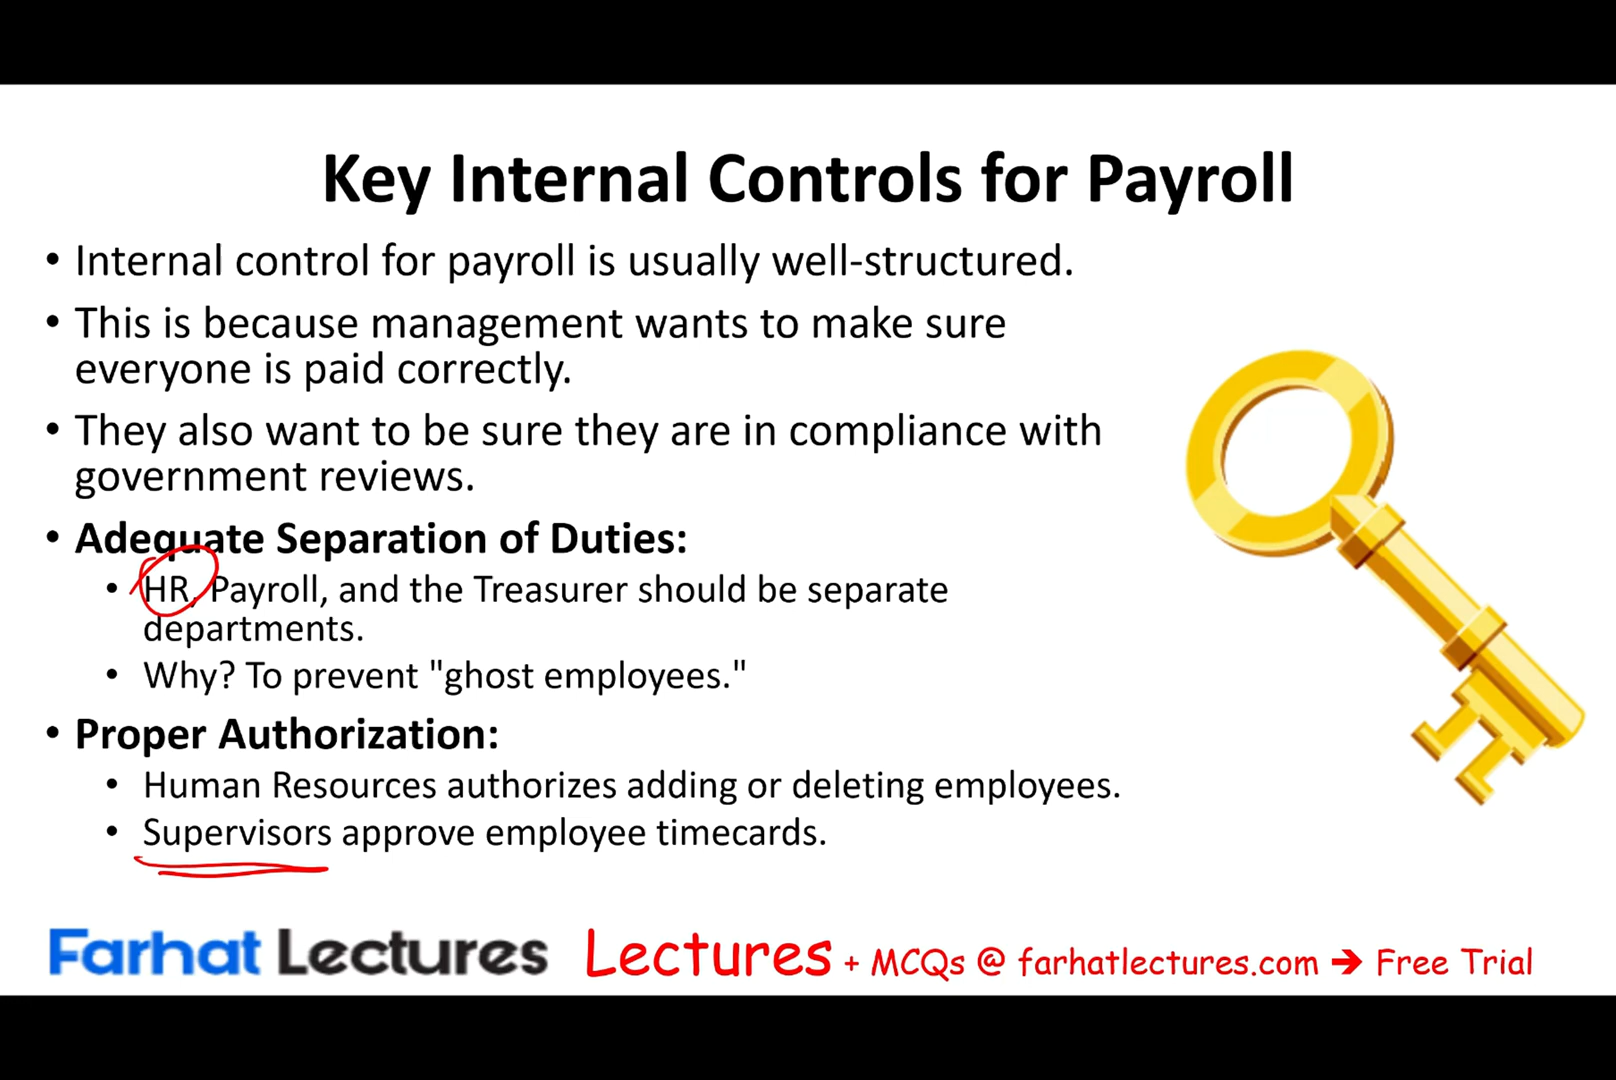 Key Internal Controls for Payroll
• Internal control for payroll is usually well-structured.
• This is because management wants to make sure
everyone is paid correctly.
• They also want to be sure they are in compliance with
government reviews.
• Adequate Separation of Duties:
• HR, Payroll, and the Treasurer should be separate
departments.
• Why? To prevent "ghost employees."
• Proper Authorization:
• Human Resources authorizes adding or deleting employees.
• Supervisors approve employee timecards.
Farhat Lectures Lectures + MCQs @ farhatlectures.com → Free Trial